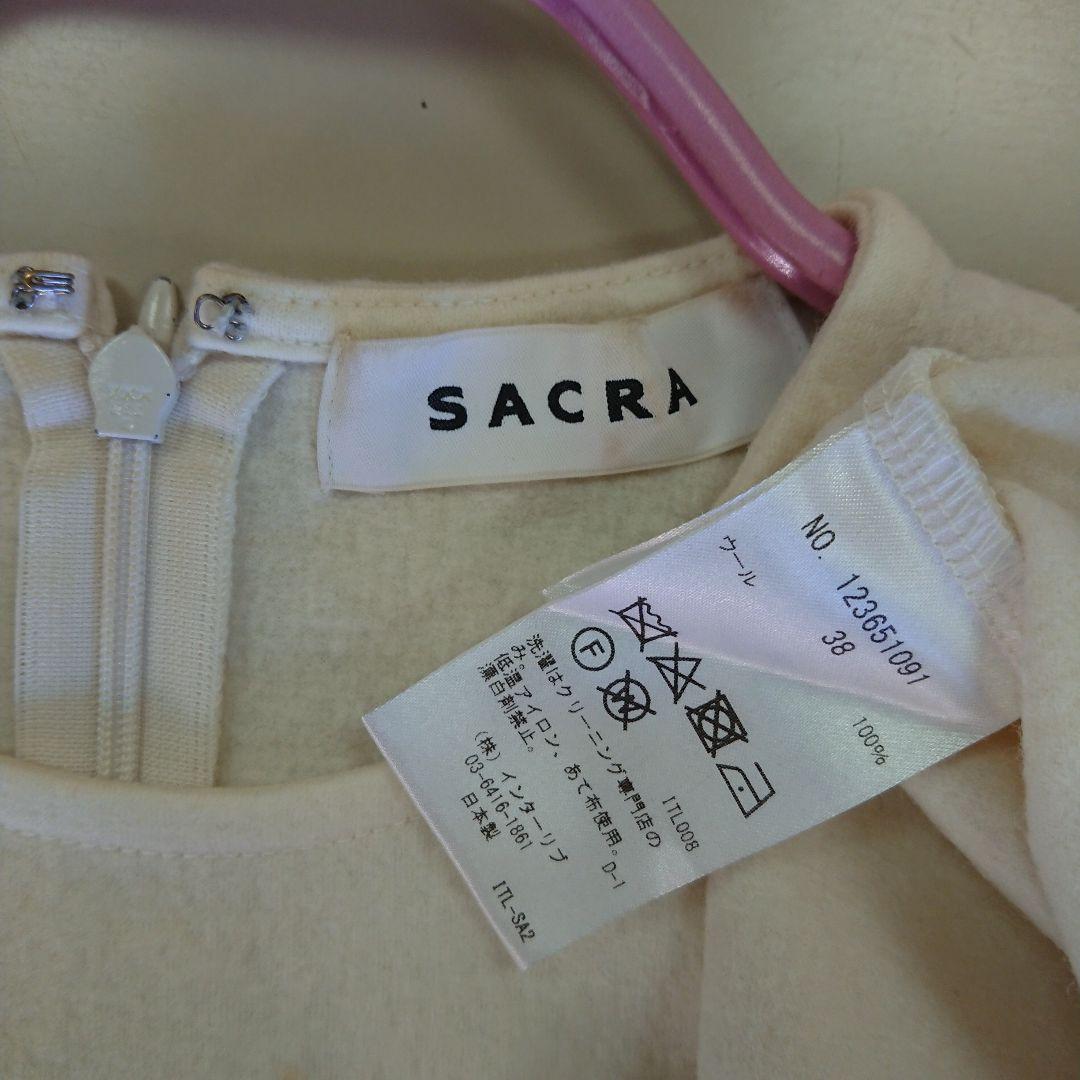 SACRA
NO. 123651091
38
ウール
100%
F
W
洗濯はクリーニング専門店の
み。
低温アイロン、あて布使用。D-1
漂白剤禁止。
ITL008
(株)インターリブ
03-6416-1861
日本製
ITL-SA2